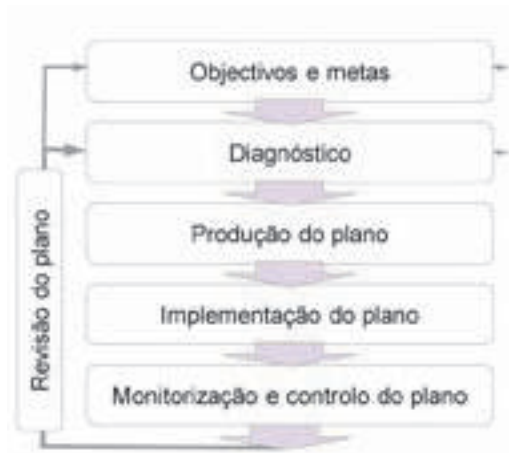 Objectivos e metas
Diagnóstico
Produção do plano
Implementação do plano
Monitorização e controlo do plano
Revisão do plano